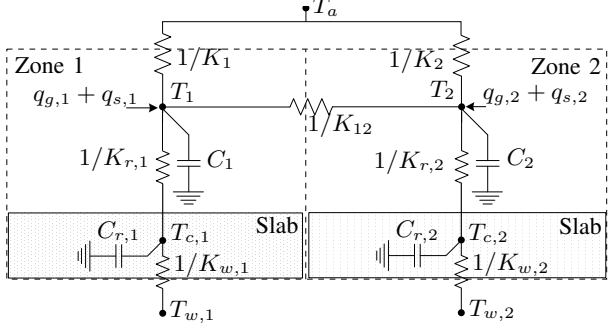 T_a
Zone 1
1/K_1
1/K_2
Zone 2
q_{g,1} + q_{s,1}
T_1
T_2
q_{g,2} + q_{s,2}
1/K_{12}
1/K_{r,1}
C_1
1/K_{r,2}
C_2
Slab
Slab
C_{r,1}
T_{c,1}
C_{r,2}
T_{c,2}
1/K_{w,1}
1/K_{w,2}
T_{w,1}
T_{w,2}